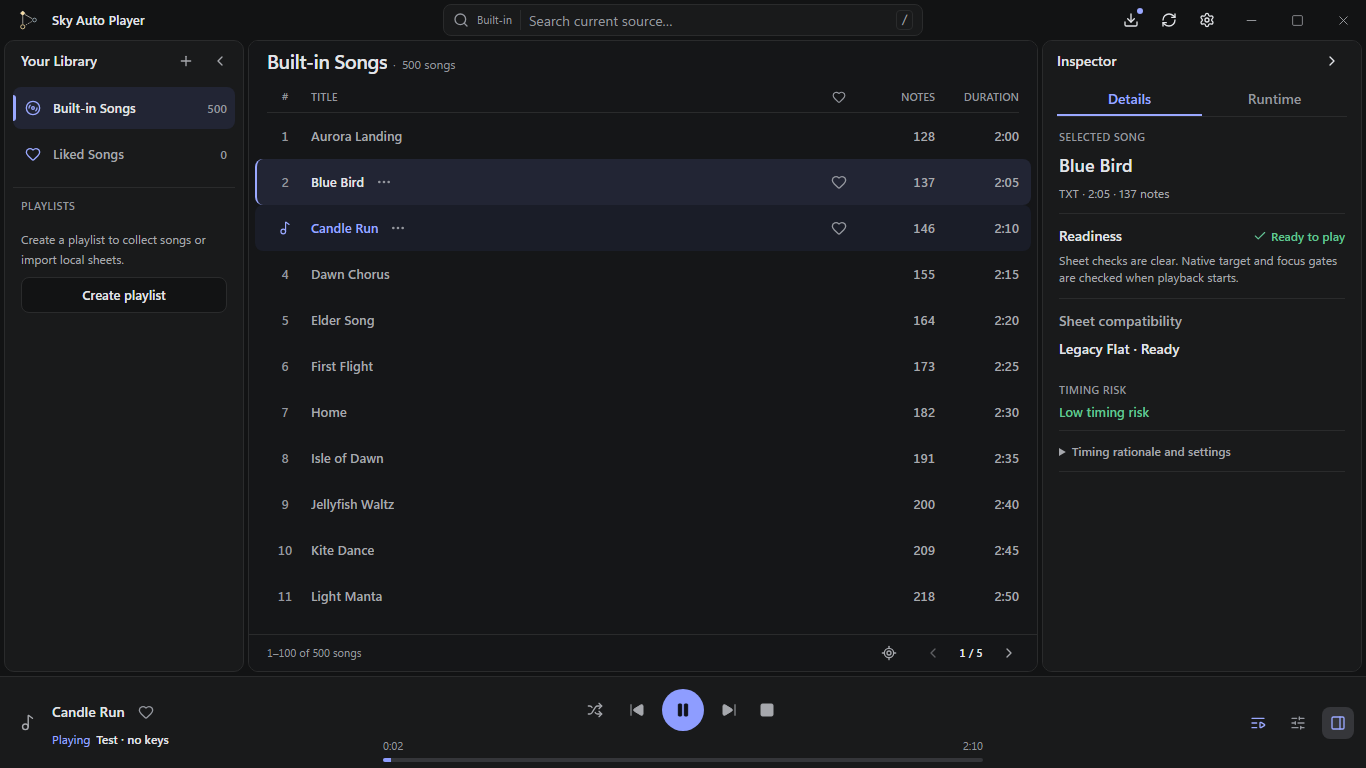 Sky Auto Player
Built-in Search current source... /
Your Library
Built-in Songs 500
Liked Songs 0
PLAYLISTS
Create a playlist to collect songs or
import local sheets.
Create playlist
Built-in Songs · 500 songs
# TITLE NOTES DURATION
1 Aurora Landing 128 2:00
2 Blue Bird ··· 137 2:05
Candle Run ··· 146 2:10
4 Dawn Chorus 155 2:15
5 Elder Song 164 2:20
6 First Flight 173 2:25
7 Home 182 2:30
8 Isle of Dawn 191 2:35
9 Jellyfish Waltz 200 2:40
10 Kite Dance 209 2:45
11 Light Manta 218 2:50
1–100 of 500 songs 1 / 5
Inspector
Details Runtime
SELECTED SONG
Blue Bird
TXT · 2:05 · 137 notes
Readiness Ready to play
Sheet checks are clear. Native target and focus gates
are checked when playback starts.
Sheet compatibility
Legacy Flat · Ready
TIMING RISK
Low timing risk
Timing rationale and settings
Candle Run
Playing Test · no keys
0:02 2:10